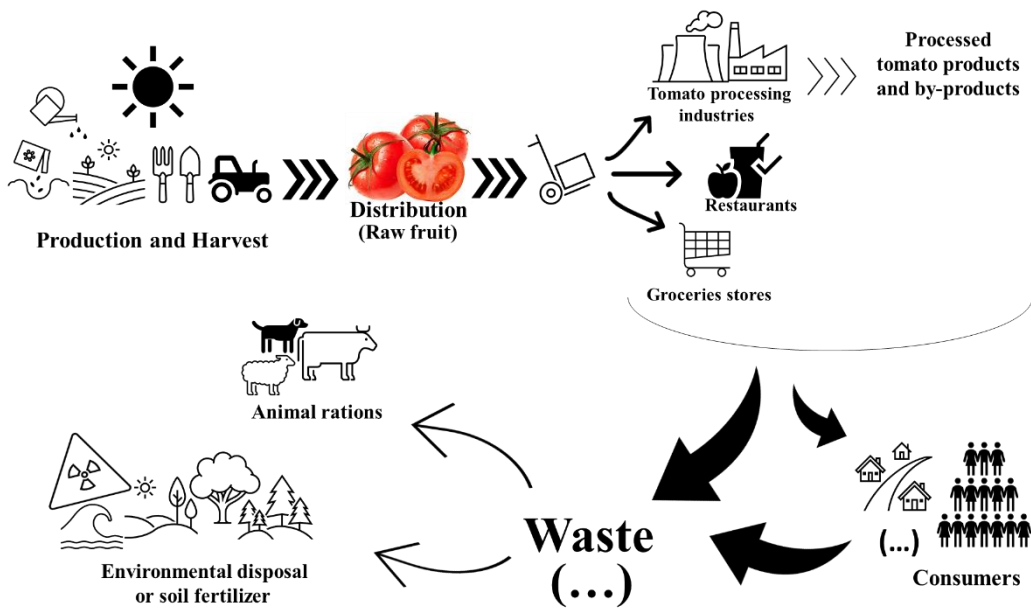 Production and Harvest
Distribution
(Raw fruit)
Tomato processing
industries
Processed
tomato products
and by-products
Restaurants
Groceries stores
Animal rations
Environmental disposal
or soil fertilizer
Waste
(...)
(...)
Consumers